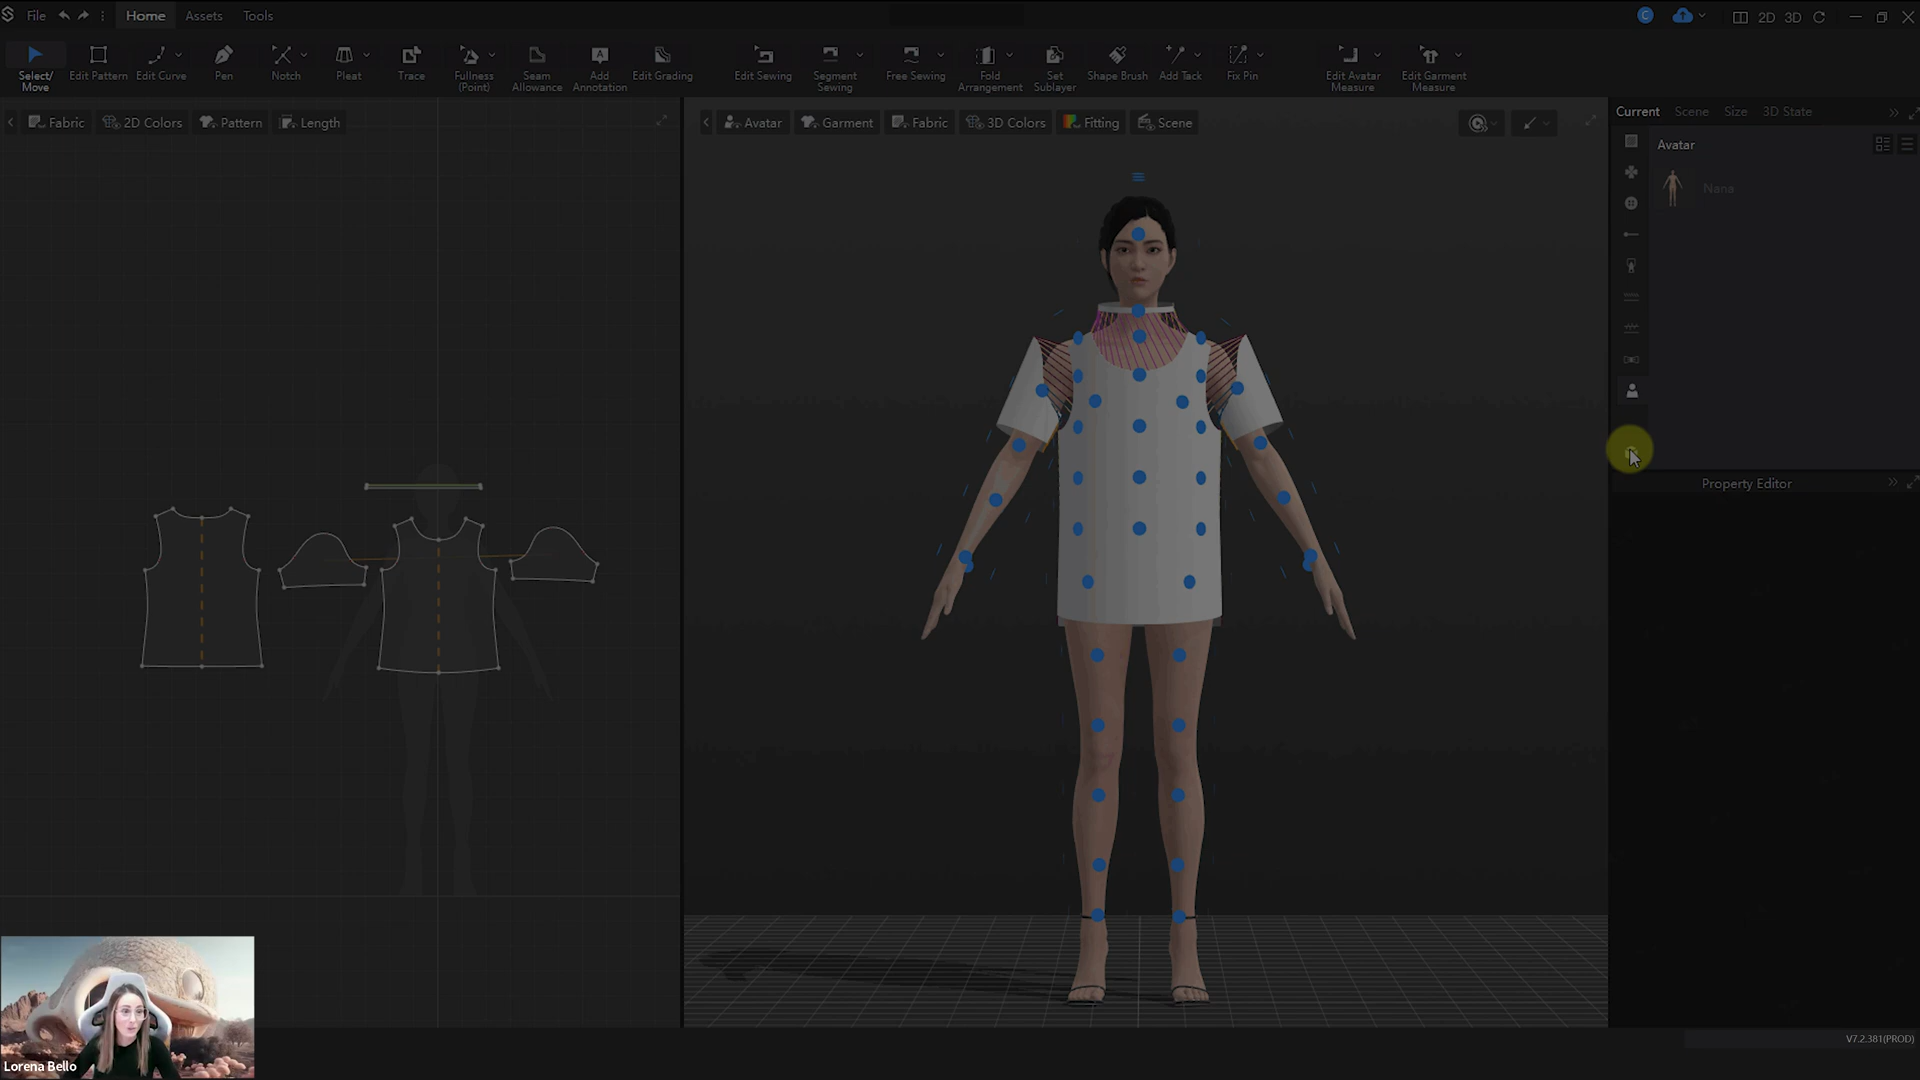 File
Home
Assets
Tools
C
2D
3D
Select/
Move
Edit Pattern
Edit Curve
Pen
Notch
Pleat
Trace
Fullness
(Point)
Seam
Allowance
Add
Annotation
Edit Grading
Edit Sewing
Segment
Sewing
Free Sewing
Fold
Arrangement
Set
Sublayer
Shape Brush
Add Tack
Fix Pin
Edit Avatar
Measure
Edit Garment
Measure
Fabric
2D Colors
Pattern
Length
Avatar
Garment
Fabric
3D Colors
Fitting
Scene
Current
Scene
Size
3D State
Avatar
Nana
Property Editor
Lorena Bello
V7.2.381(PROD)